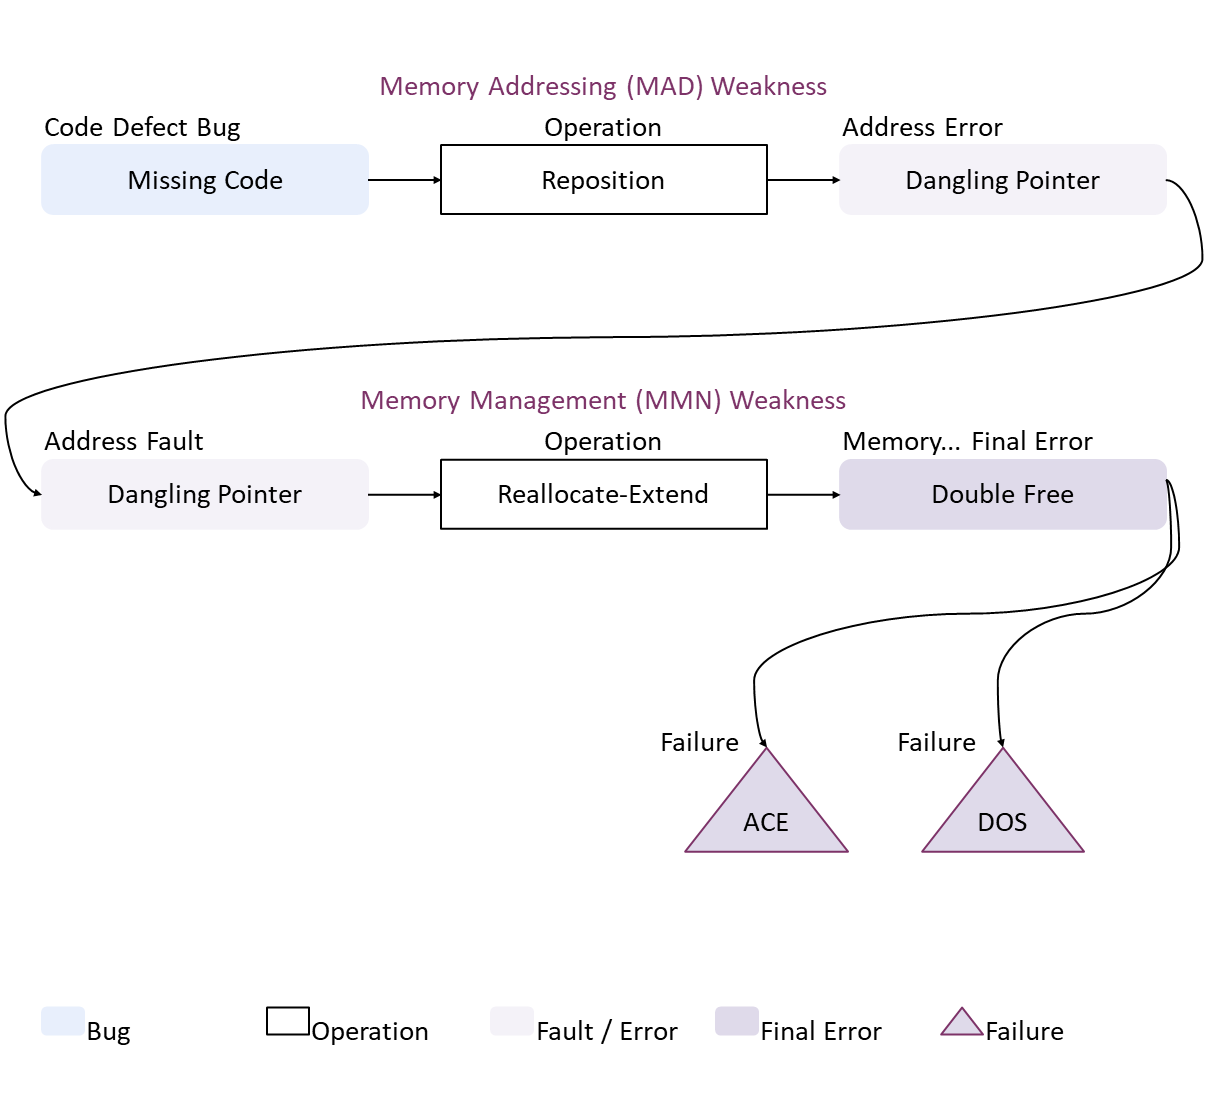 Memory Addressing (MAD) Weakness
Code Defect Bug
Operation
Address Error
Missing Code
Reposition
Dangling Pointer
Memory Management (MMN) Weakness
Address Fault
Operation
Memory... Final Error
Dangling Pointer
Reallocate-Extend
Double Free
Failure
Failure
ACE
DOS
Bug
Operation
Fault / Error
Final Error
Failure